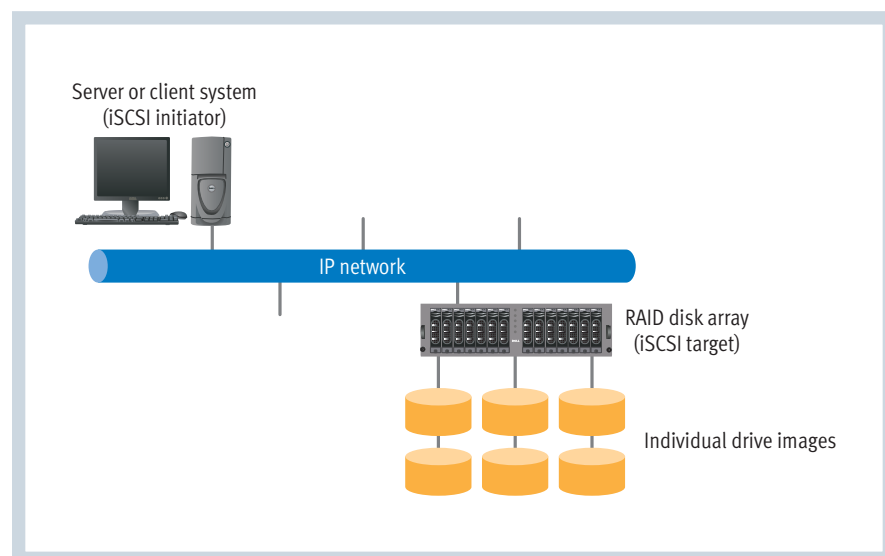 Server or client system
(iSCSI initiator)
IP network
RAID disk array
(iSCSI target)
Individual drive images